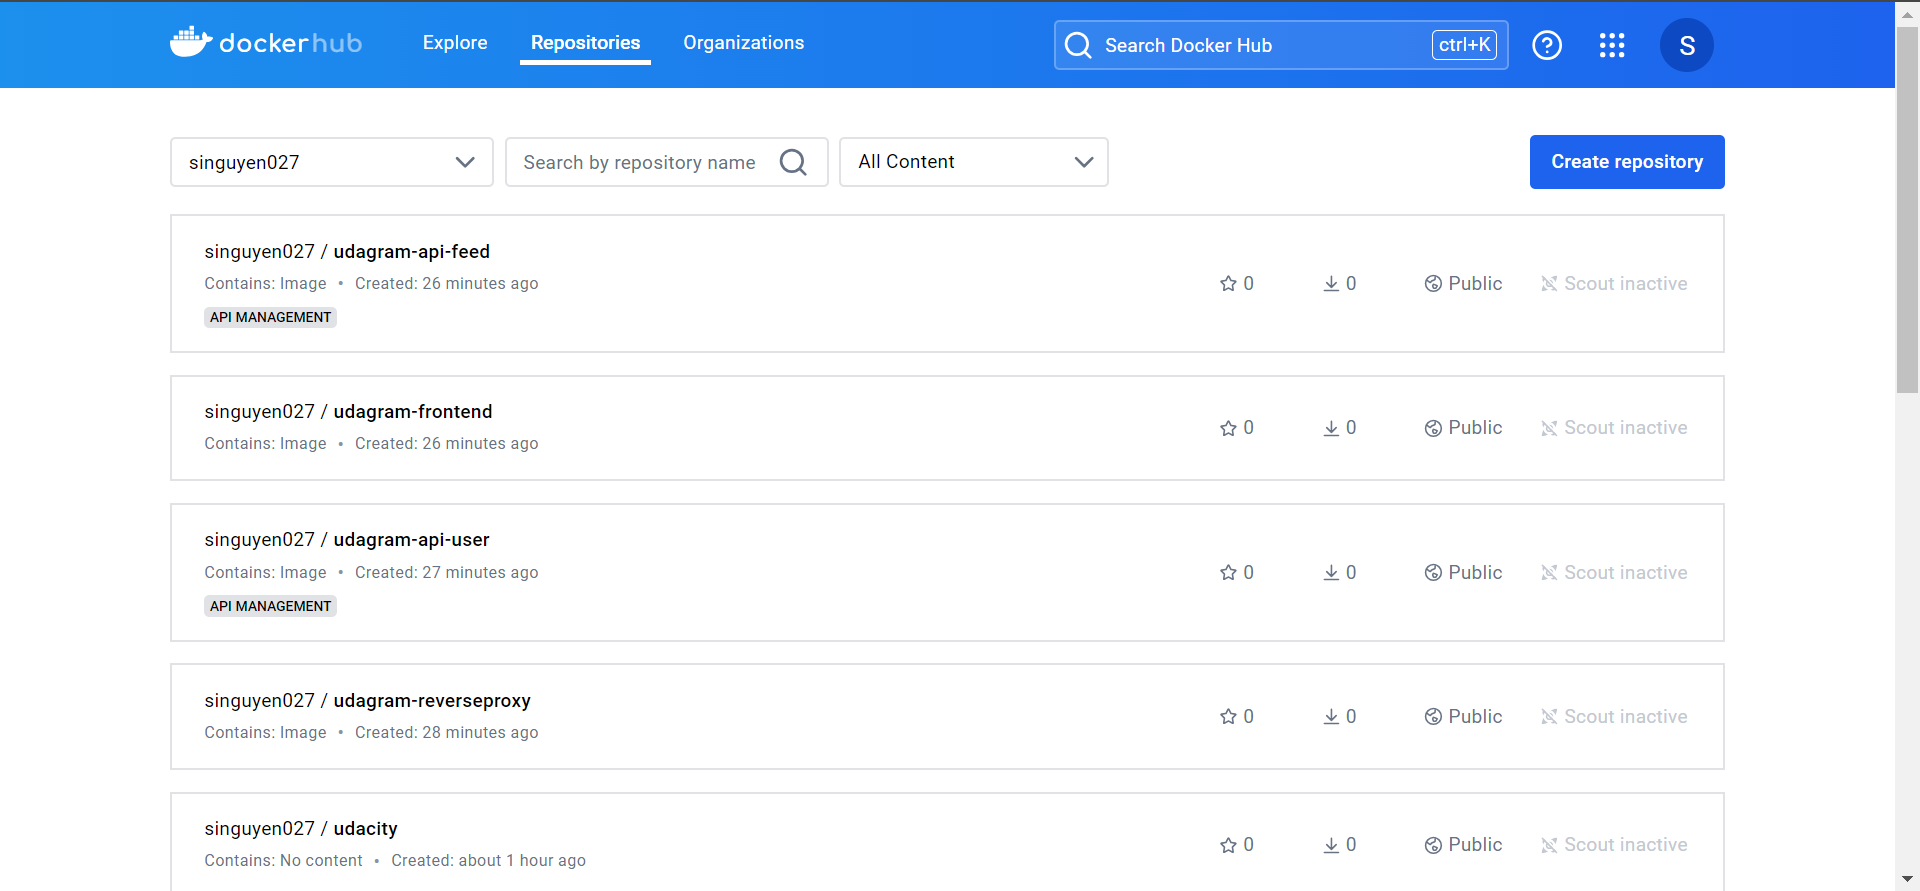 dockerhub Explore Repositories Organizations Search Docker Hub ctrl+K S
singuyen027 Search by repository name All Content Create repository
singuyen027 / udagram-api-feed
Contains: Image • Created: 26 minutes ago 0 0 Public Scout inactive
API MANAGEMENT
singuyen027 / udagram-frontend
Contains: Image • Created: 26 minutes ago 0 0 Public Scout inactive
singuyen027 / udagram-api-user
Contains: Image • Created: 27 minutes ago 0 0 Public Scout inactive
API MANAGEMENT
singuyen027 / udagram-reverseproxy
Contains: Image • Created: 28 minutes ago 0 0 Public Scout inactive
singuyen027 / udacity
Contains: No content • Created: about 1 hour ago 0 0 Public Scout inactive